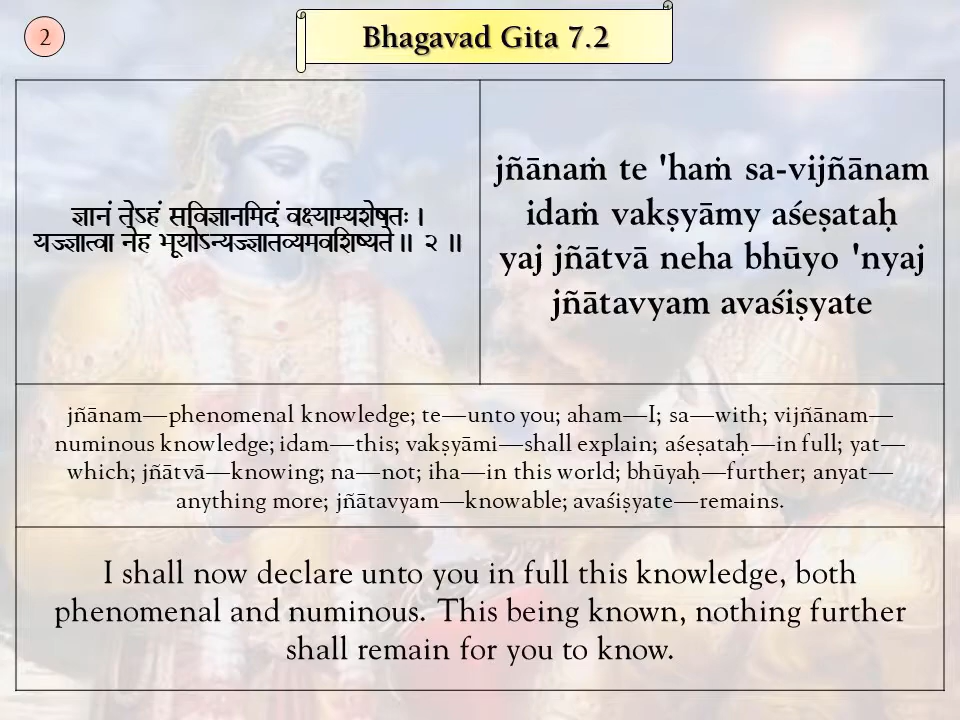 2
Bhagavad Gita 7.2
ज्ञानं तेऽहं सविज्ञानमिदं वक्ष्याम्यशेषतः ।
यज्ज्ञात्वा नेह भूयोऽन्यज्ज्ञातव्यमवशिष्यते ॥ २ ॥
jñānaṁ te 'haṁ sa-vijñānam
idaṁ vakṣyāmy aśeṣataḥ
yaj jñātvā neha bhūyo 'nyaj
jñātavyam avaśiṣyate
jñānam—phenomenal knowledge; te—unto you; aham—I; sa—with; vijñānam—
numinous knowledge; idam—this; vakṣyāmi—shall explain; aśeṣataḥ—in full; yat—
which; jñātvā—knowing; na—not; iha—in this world; bhūyaḥ—further; anyat—
anything more; jñātavyam—knowable; avaśiṣyate—remains.
I shall now declare unto you in full this knowledge, both
phenomenal and numinous. This being known, nothing further
shall remain for you to know.